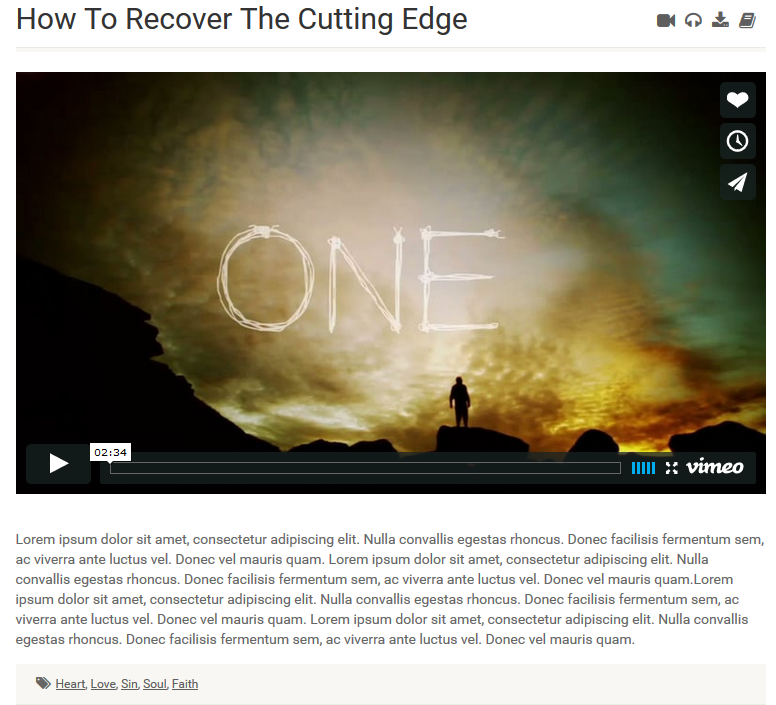 How To Recover The Cutting Edge
ONE
02:34
vimeo
Lorem ipsum dolor sit amet, consectetur adipiscing elit. Nulla convallis egestas rhoncus. Donec facilisis fermentum sem,
ac viverra ante luctus vel. Donec vel mauris quam. Lorem ipsum dolor sit amet, consectetur adipiscing elit. Nulla
convallis egestas rhoncus. Donec facilisis fermentum sem, ac viverra ante luctus vel. Donec vel mauris quam.Lorem
ipsum dolor sit amet, consectetur adipiscing elit. Nulla convallis egestas rhoncus. Donec facilisis fermentum sem, ac
viverra ante luctus vel. Donec vel mauris quam. Lorem ipsum dolor sit amet, consectetur adipiscing elit. Nulla convallis
egestas rhoncus. Donec facilisis fermentum sem, ac viverra ante luctus vel. Donec vel mauris quam.
Heart, Love, Sin, Soul, Faith